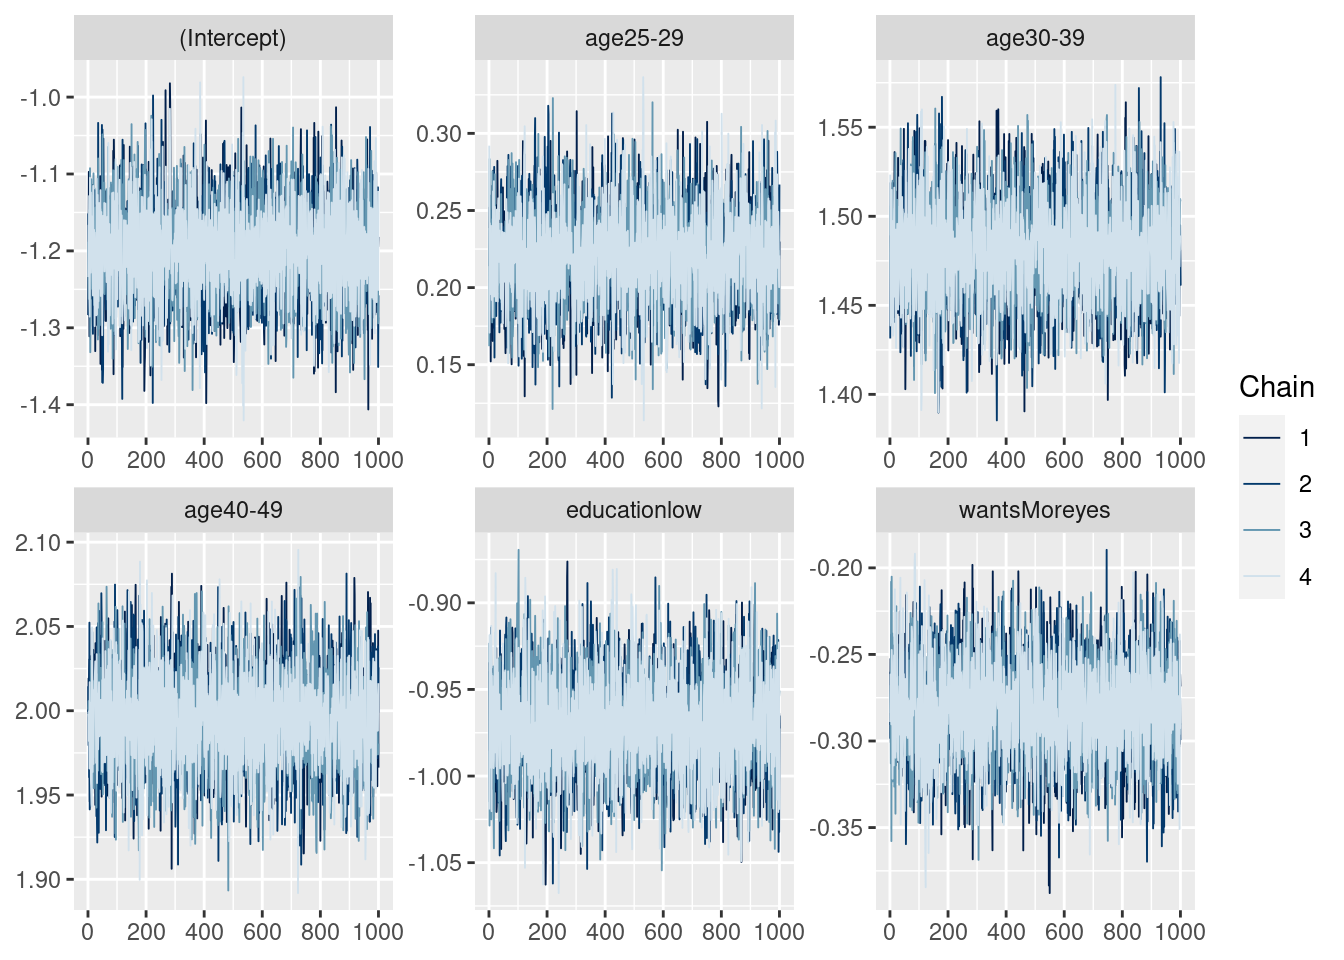 (Intercept)
age25-29
age30-39
-1.0
-1.1
-1.2
-1.3
-1.4
0.30
0.25
0.20
0.15
1.55
1.50
1.45
1.40
0 200 400 600 800 1000
0 200 400 600 800 1000
0 200 400 600 800 1000
age40-49
educationlow
wantsMoreyes
2.10
2.05
2.00
1.95
1.90
-0.90
-0.95
-1.00
-1.05
-0.20
-0.25
-0.30
-0.35
0 200 400 600 800 1000
0 200 400 600 800 1000
0 200 400 600 800 1000
Chain
1
2
3
4